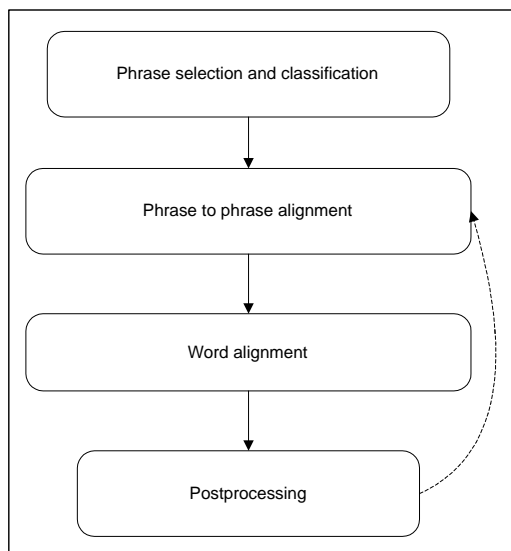 Phrase selection and classification
Phrase to phrase alignment
Word alignment
Postprocessing